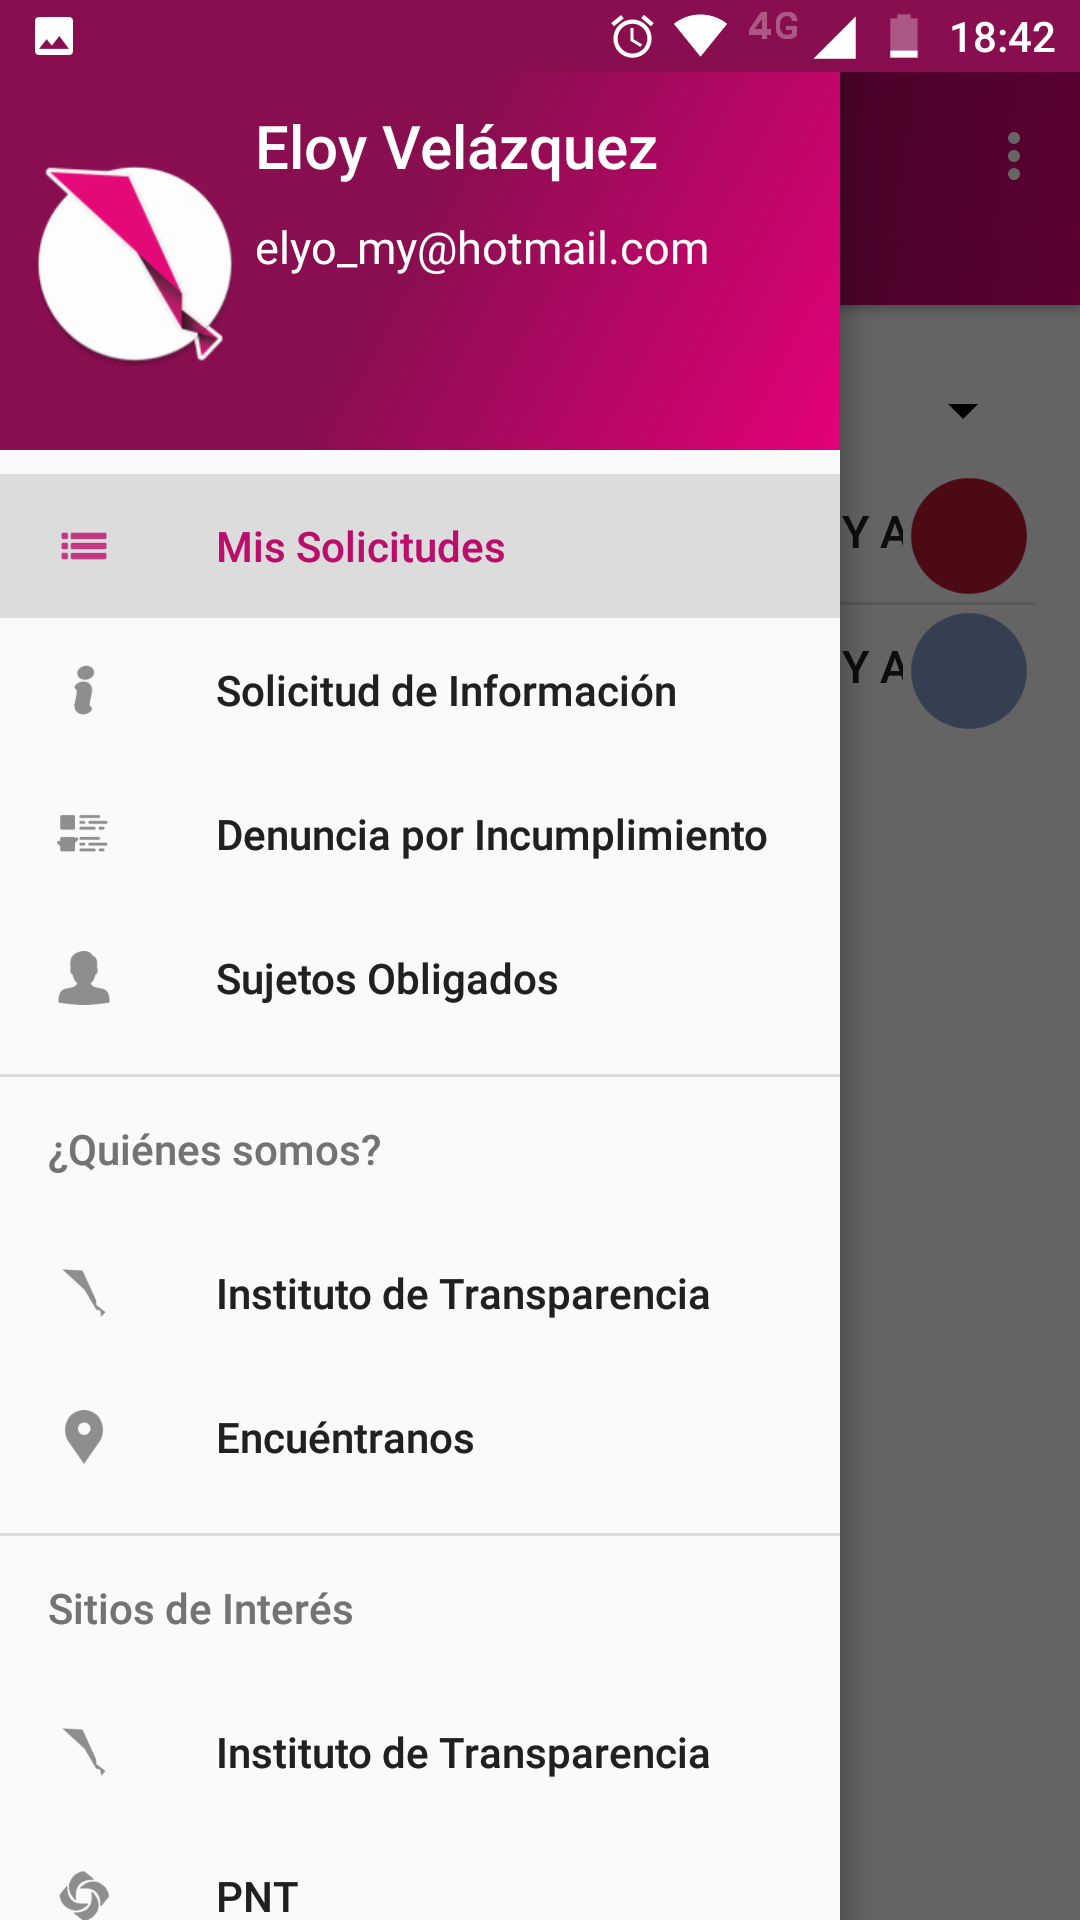 4G 18:42
Eloy Velázquez
elyo_my@hotmail.com
Mis Solicitudes
Y A
Solicitud de Información
Y A
Denuncia por Incumplimiento
Sujetos Obligados
¿Quiénes somos?
Instituto de Transparencia
Encuéntranos
Sitios de Interés
Instituto de Transparencia
PNT